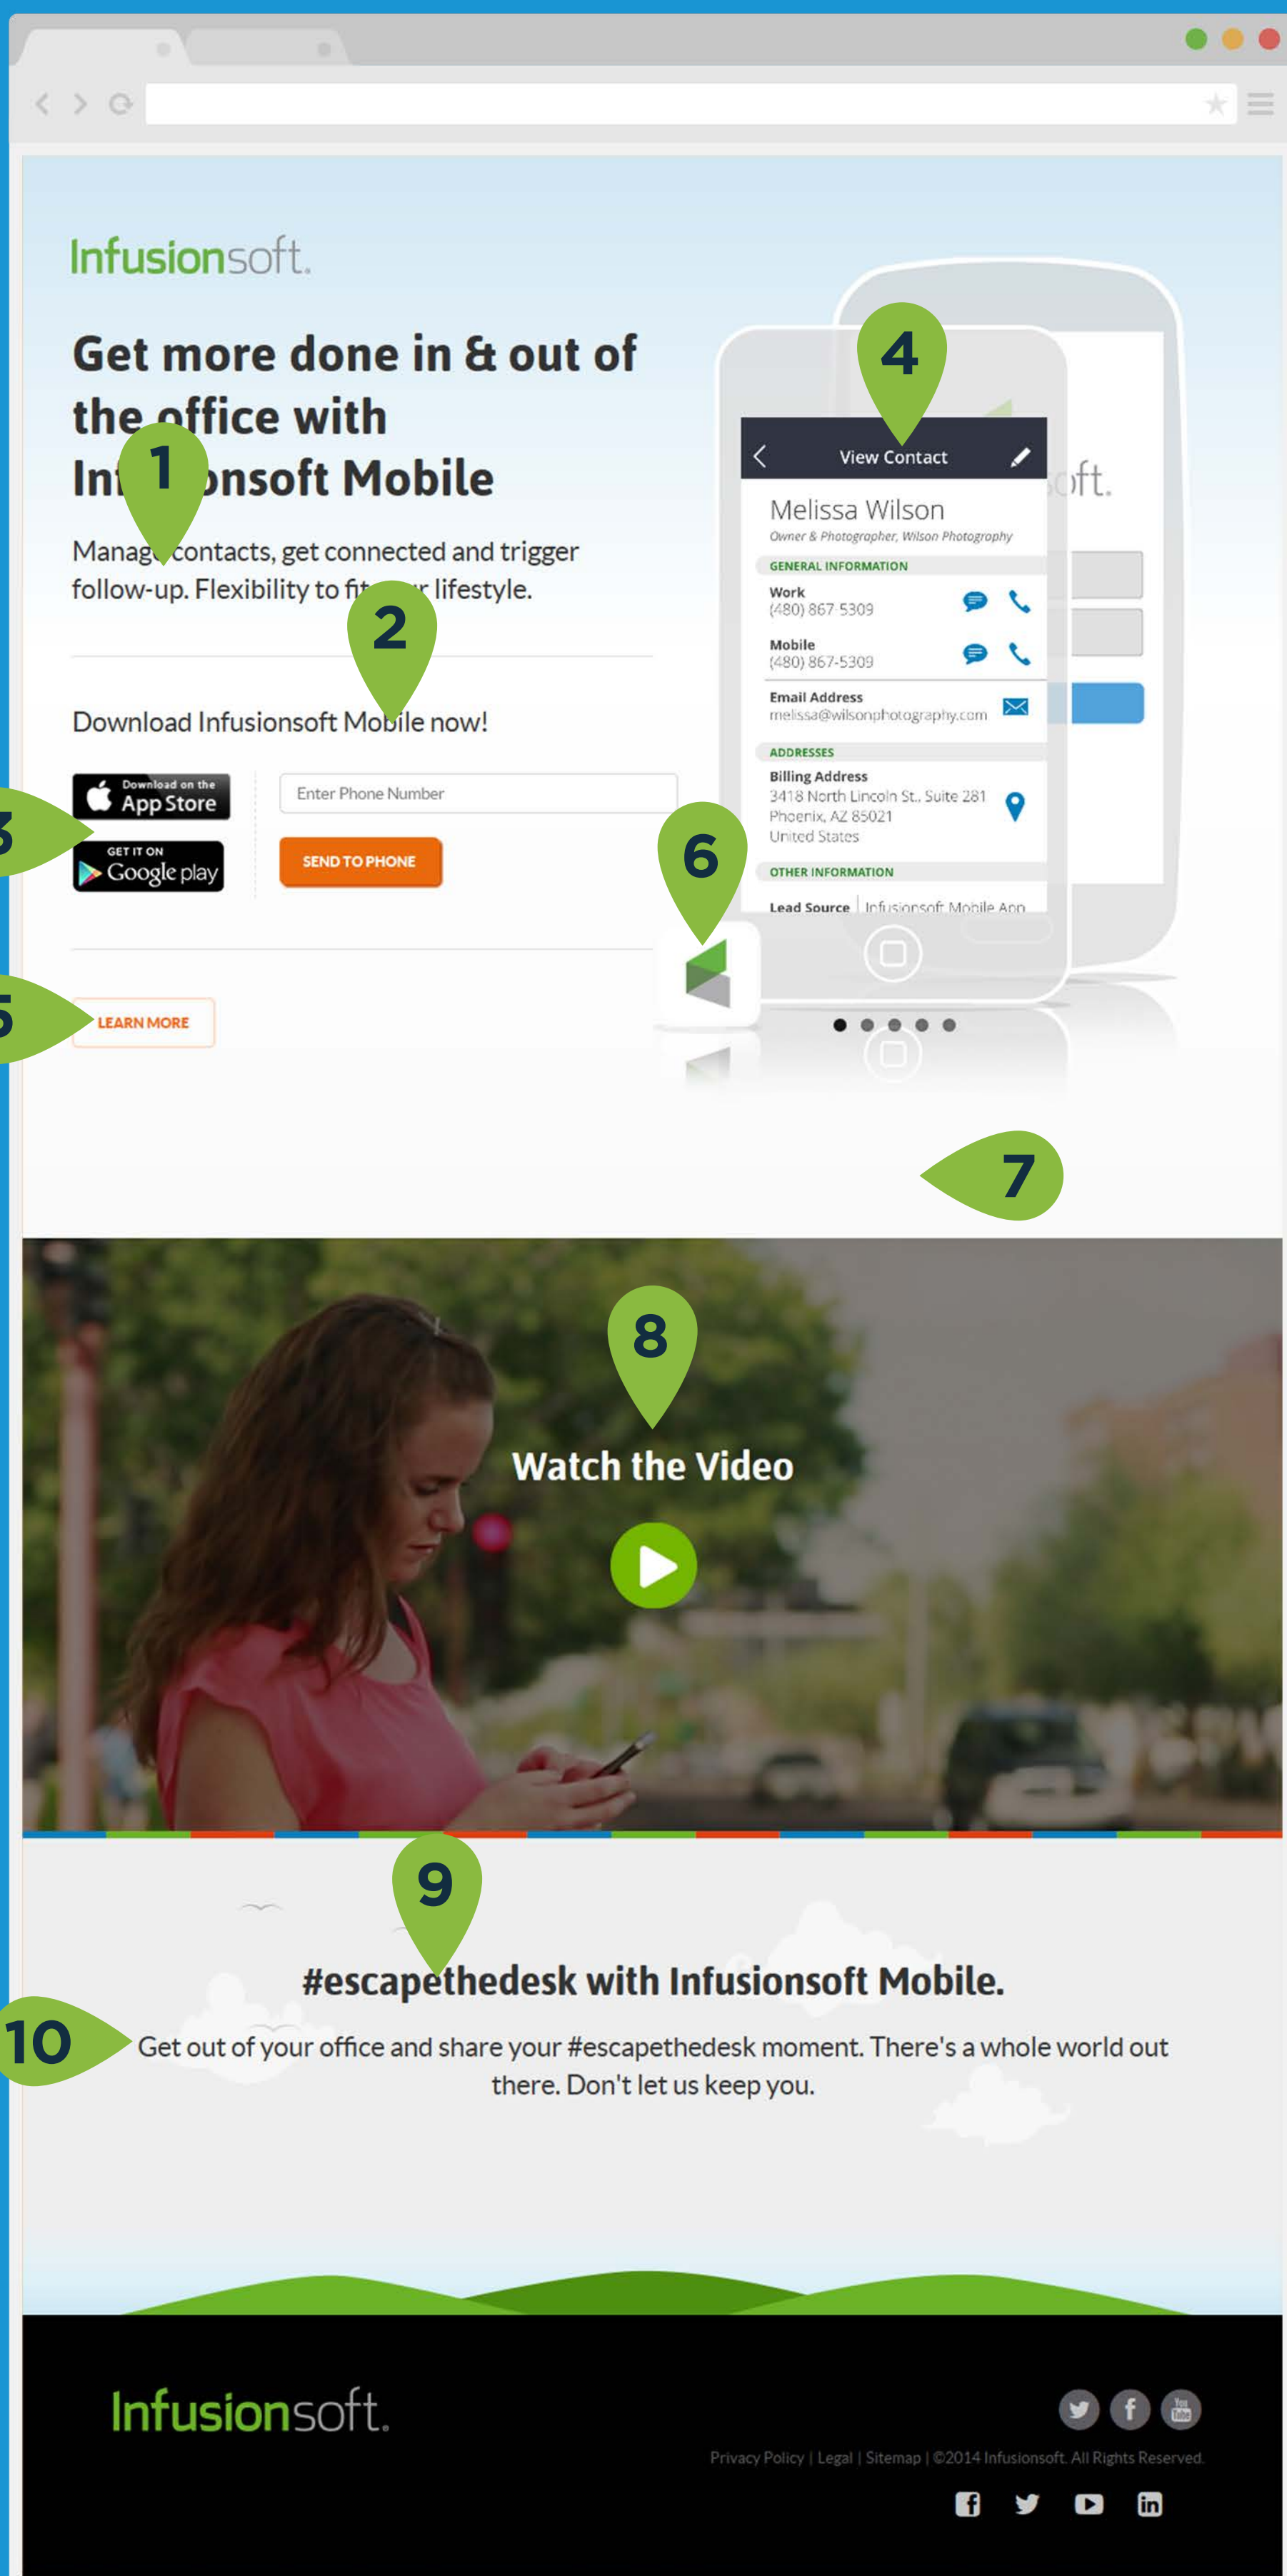 Infusionsoft.
Get more done in & out of
the office with
Infusionsoft Mobile
1
Manage contacts, get connected and trigger
follow-up. Flexibility to fit your lifestyle.
2
Download Infusionsoft Mobile now!
3
Download on the
App Store
GET IT ON
Google play
Enter Phone Number
SEND TO PHONE
5
LEARN MORE
4
View Contact
Melissa Wilson
Owner & Photographer, Wilson Photography
GENERAL INFORMATION
Work
(480) 867-5309
Mobile
(480) 867-5309
Email Address
melissa@wilsonphotography.com
ADDRESSES
Billing Address
3418 North Lincoln St., Suite 281
Phoenix, AZ 85021
United States
OTHER INFORMATION
Lead Source Infusionsoft Mobile App
soft.
6
7
8
Watch the Video
9
#escapethedesk with Infusionsoft Mobile.
10
Get out of your office and share your #escapethedesk moment. There's a whole world out
there. Don't let us keep you.
Infusionsoft.
You
Tube
Privacy Policy | Legal | Sitemap | ©2014 Infusionsoft. All Rights Reserved.